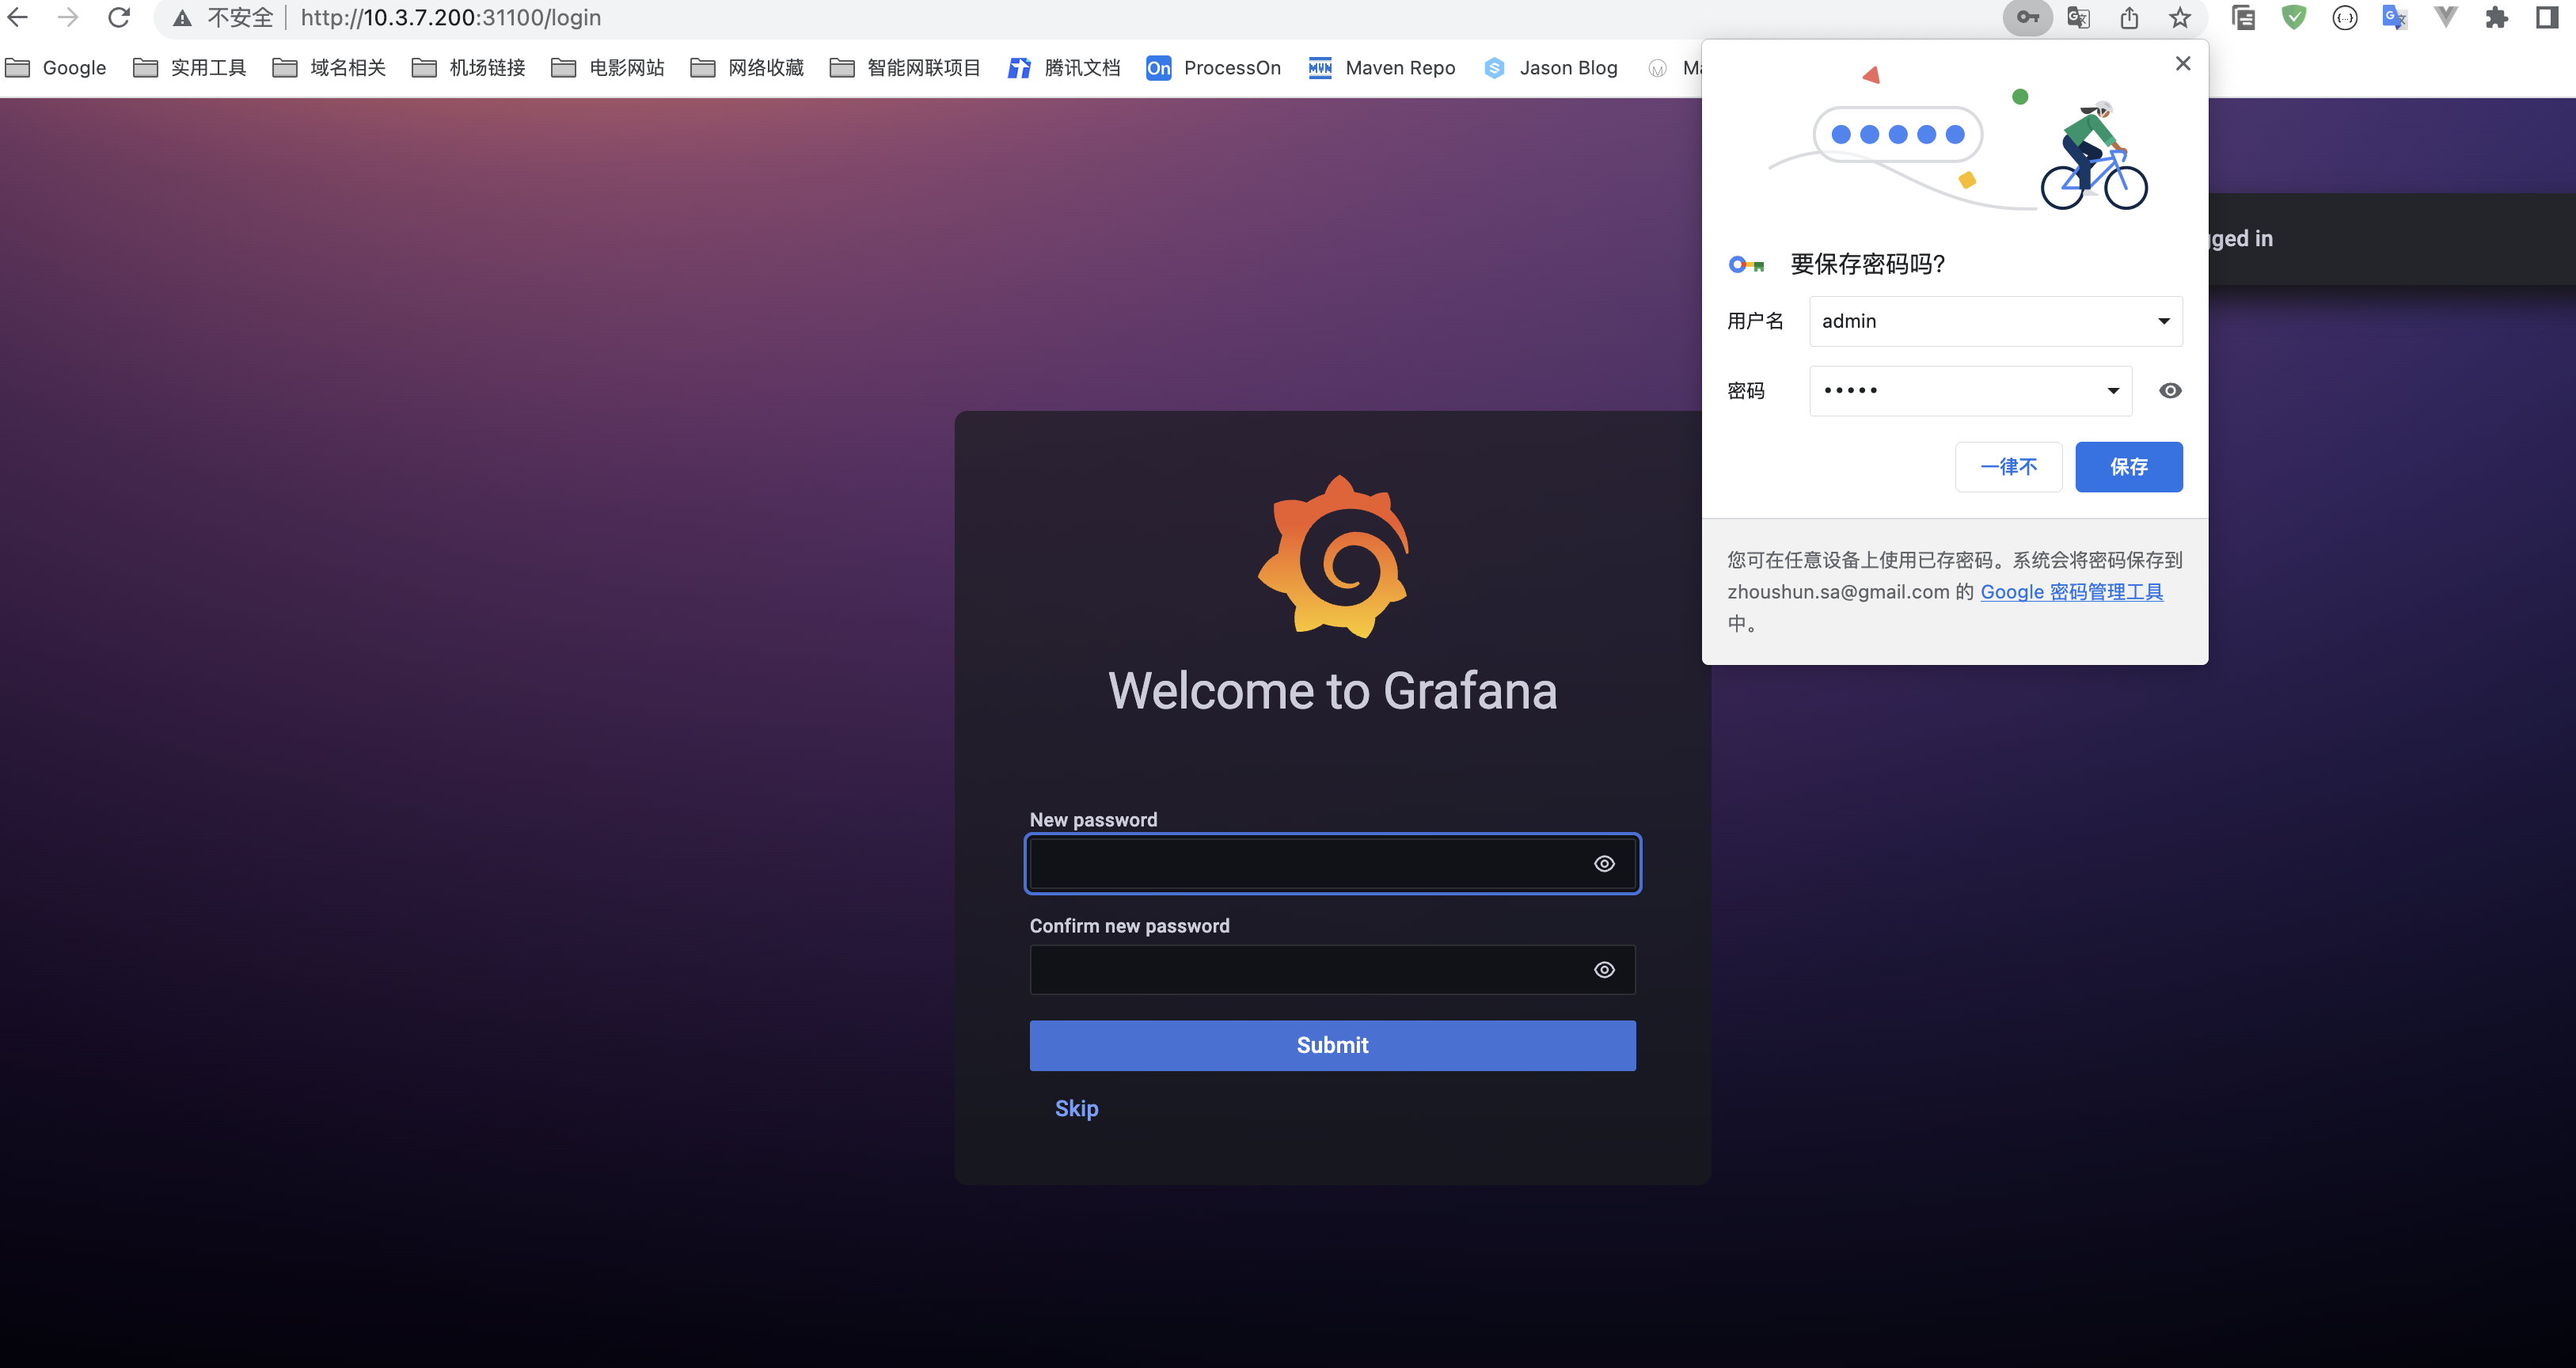 不安全 http://10.3.7.200:31100/login
Google 实用工具 域名相关 机场链接 电影网站 网络收藏 智能网联项目 腾讯文档 On ProcessOn MVN Maven Repo S Jason Blog M Ma
gged in
要保存密码吗?
用户名 admin
密码 •••••
一律不 保存
您可在任意设备上使用已存密码。系统会将密码保存到
zhoushun.sa@gmail.com 的 Google 密码管理工具
中。
Welcome to Grafana
New password
Confirm new password
Submit
Skip